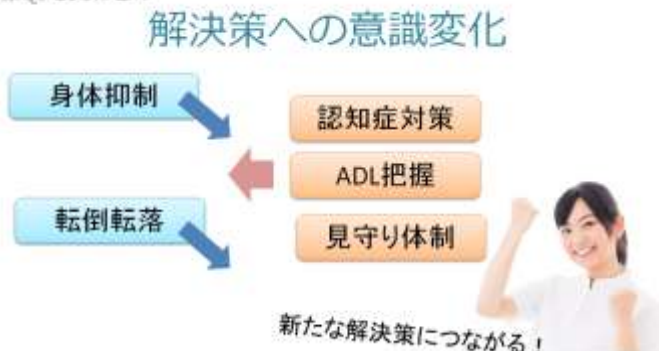 解決策への意識変化
身体抑制
認知症対策
ADL把握
転倒転落
見守り体制
新たな解決策につながる！